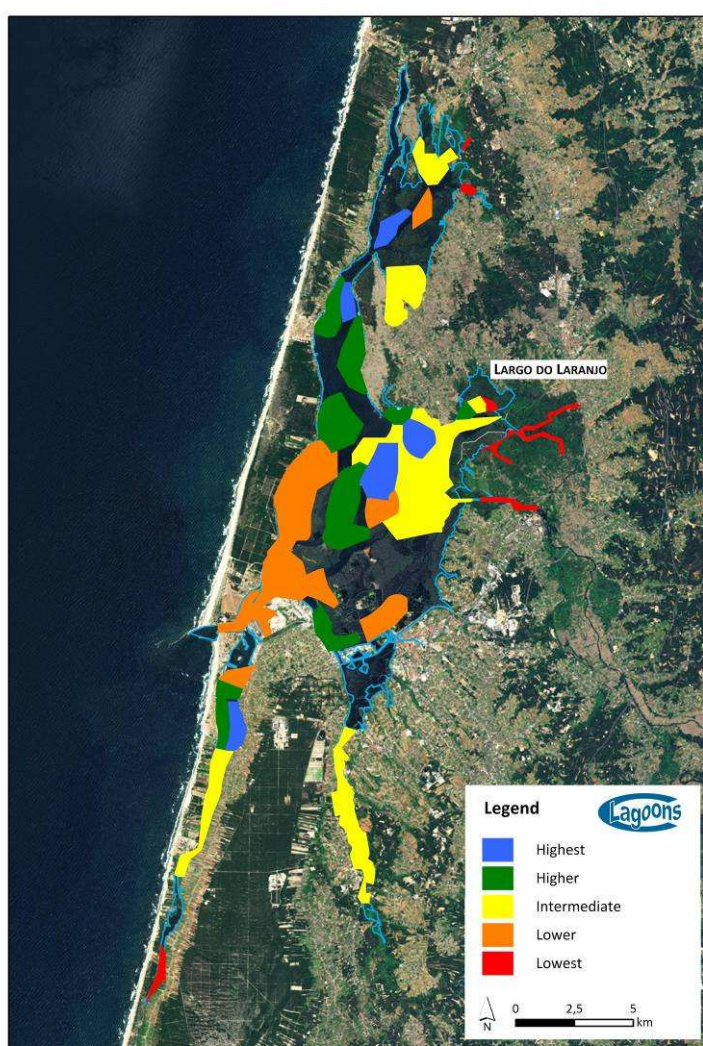 LARGO DO LARANJO
Legend
Lagoons
Highest
Higher
Intermediate
Lower
Lowest
N
0 2,5 5
km